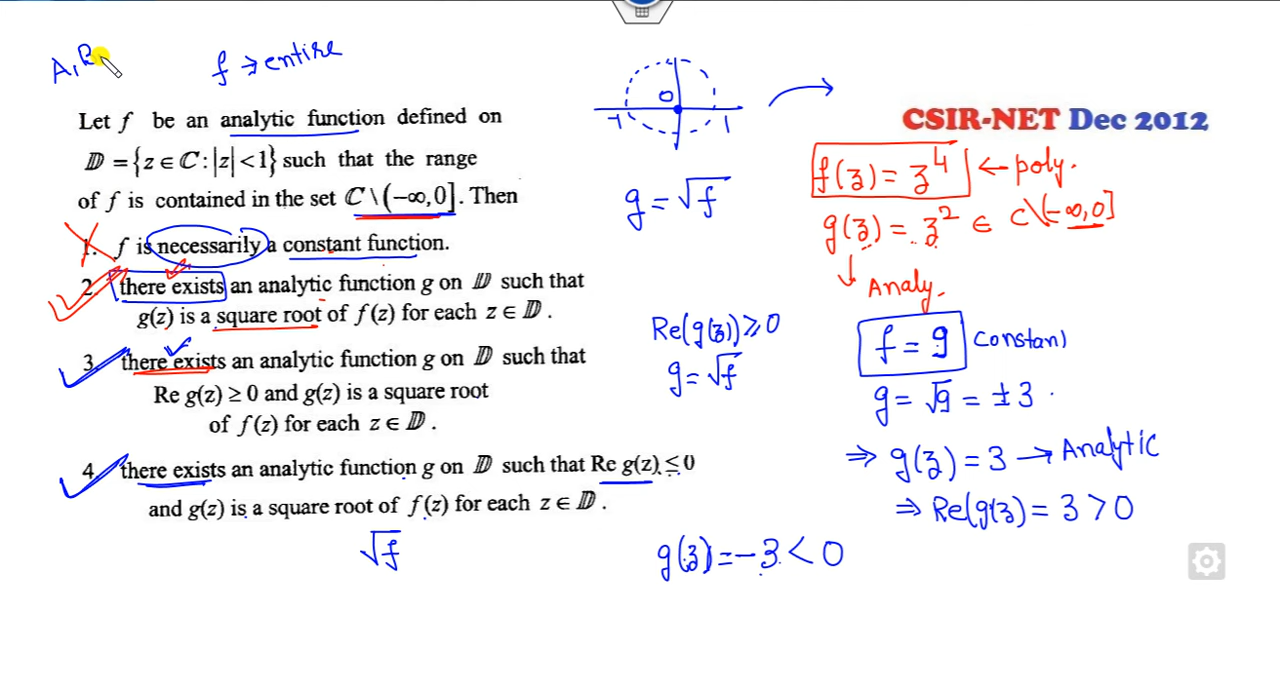 A, B
f → entire
Let f be an analytic function defined on
𝔻 = {z ∈ C : |z| < 1} such that the range
of f is contained in the set C \ (−∞, 0]. Then
1. f is necessarily a constant function.
2. there exists an analytic function g on 𝔻 such that
g(z) is a square root of f(z) for each z ∈ 𝔻.
3. there exists an analytic function g on 𝔻 such that
Re g(z) ≥ 0 and g(z) is a square root
of f(z) for each z ∈ 𝔻.
4. there exists an analytic function g on 𝔻 such that Re g(z) ≤ 0
and g(z) is a square root of f(z) for each z ∈ 𝔻.
√f
0
-1 1
g = √f
Re(g(z)) ≥ 0
g = √f
g(z) = -3 < 0
CSIR-NET Dec 2012
f(z) = z^4 ← poly.
g(z) = z^2 ∈ C\(-∞, 0]
↓ Analy.
f = 9 constant
g = √9 = ± 3.
⇒ g(z) = 3 → Analytic
⇒ Re(g(z)) = 3 > 0